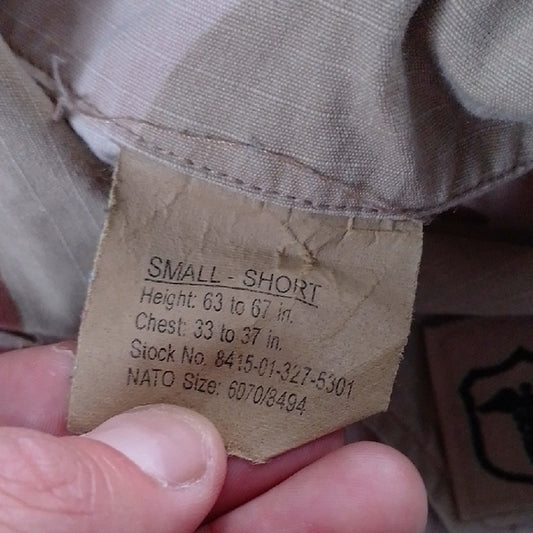 SMALL - SHORT
Height: 63 to 67 in.
Chest: 33 to 37 in.
Stock No. 8415-01-327-5301
NATO Size: 6070/8494